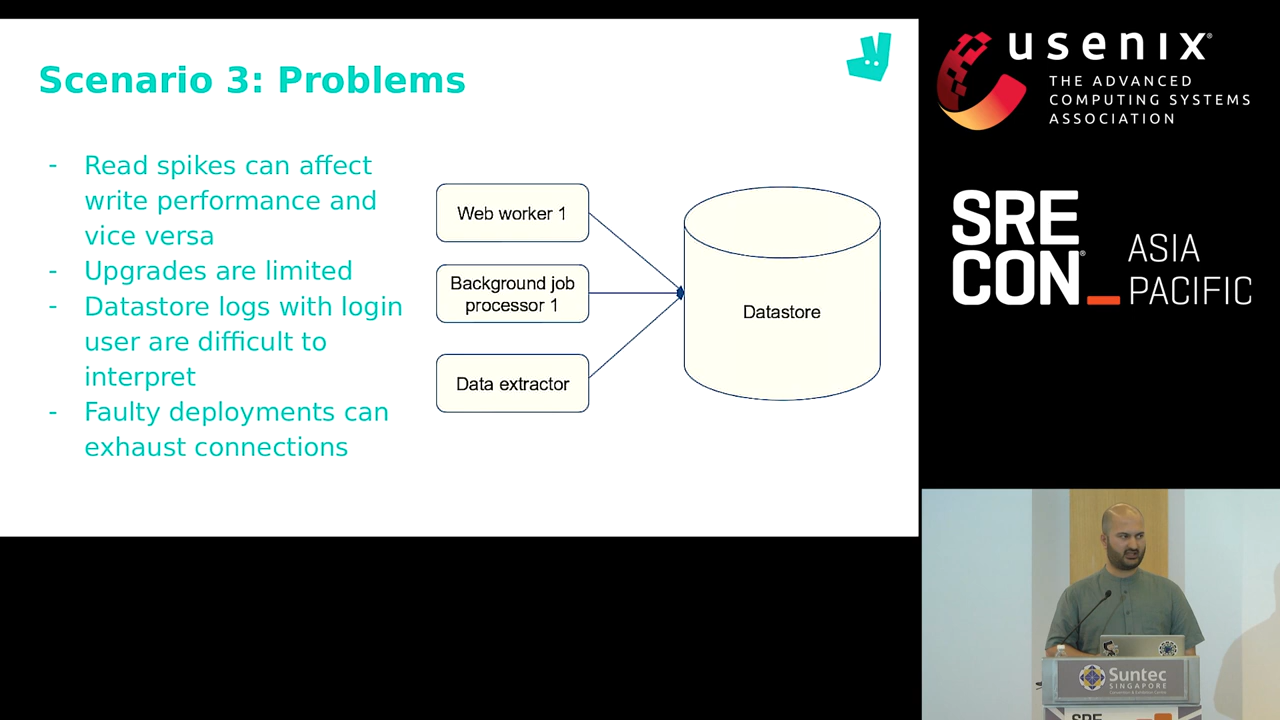 Scenario 3: Problems
- Read spikes can affect
write performance and
vice versa
- Upgrades are limited
- Datastore logs with login
user are difficult to
interpret
- Faulty deployments can
exhaust connections
Web worker 1
Background job
processor 1
Data extractor
Datastore
usenix®
THE ADVANCED
COMPUTING SYSTEMS
ASSOCIATION
SRE
CON®
ASIA
PACIFIC
Suntec
SINGAPORE
SRE